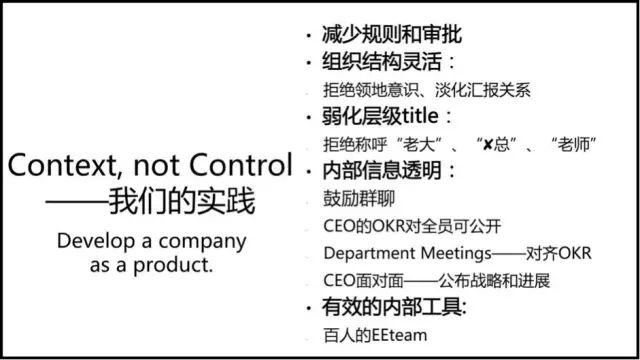 Context, not Control
——我们的实践
Develop a company
as a product.
• 减少规则和审批
• 组织结构灵活：
拒绝领地意识、淡化汇报关系
• 弱化层级title：
拒绝称呼“老大”、“✘总”、“老师”
• 内部信息透明：
鼓励群聊
CEO的OKR对全员可公开
Department Meetings——对齐OKR
CEO面对面——公布战略和进展
• 有效的内部工具:
百人的EEteam